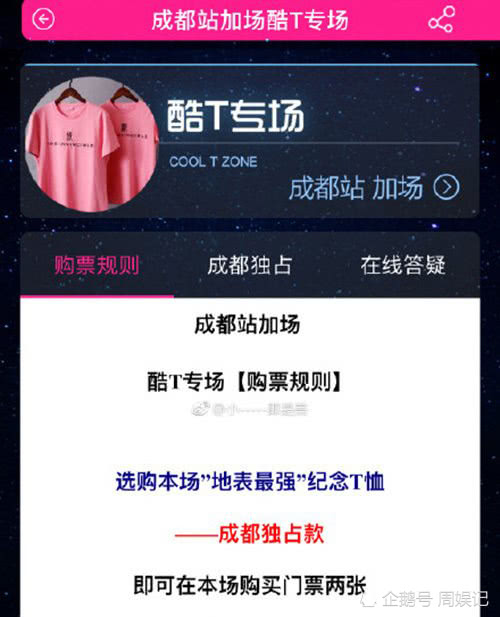 成都站加场酷T专场
酷T专场
COOL T ZONE
成都站 加场
购票规则
成都独占
在线答疑
成都站加场
酷T专场【购票规则】
选购本场”地表最强”纪念T恤
——成都独占款
即可在本场购买门票两张
企鹅号 周娱记